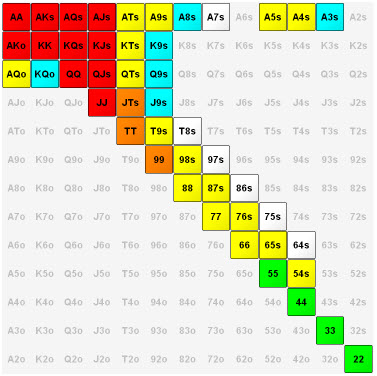 AA AKs AQs AJs ATs A9s A8s A7s A6s A5s A4s A3s A2s
AKo KK KQs KJs KTs K9s K8s K7s K6s K5s K4s K3s K2s
AQo KQo QQ QJs QTs Q9s Q8s Q7s Q6s Q5s Q4s Q3s Q2s
AJo KJo QJo JJ JTs J9s J8s J7s J6s J5s J4s J3s J2s
ATo KTo QTo JTo TT T9s T8s T7s T6s T5s T4s T3s T2s
A9o K9o Q9o J9o T9o 99 98s 97s 96s 95s 94s 93s 92s
A8o K8o Q8o J8o T8o 98o 88 87s 86s 85s 84s 83s 82s
A7o K7o Q7o J7o T7o 97o 87o 77 76s 75s 74s 73s 72s
A6o K6o Q6o J6o T6o 96o 86o 76o 66 65s 64s 63s 62s
A5o K5o Q5o J5o T5o 95o 85o 75o 65o 55 54s 53s 52s
A4o K4o Q4o J4o T4o 94o 84o 74o 64o 54o 44 43s 42s
A3o K3o Q3o J3o T3o 93o 83o 73o 63o 53o 43o 33 32s
A2o K2o Q2o J2o T2o 92o 82o 72o 62o 52o 42o 32o 22